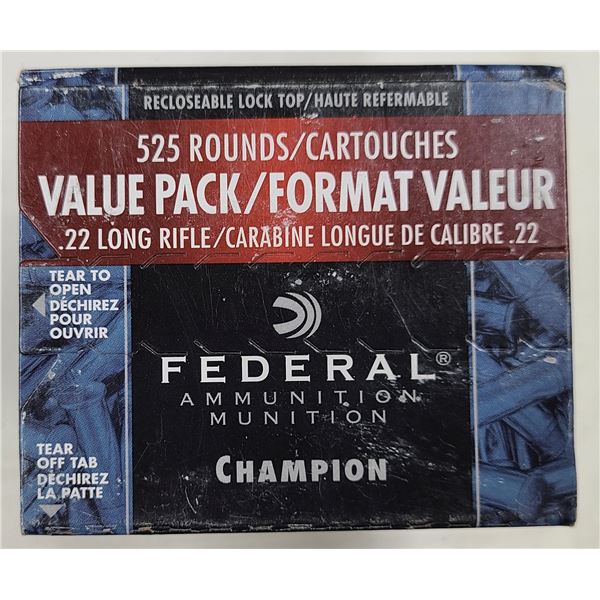 RECLOSEABLE LOCK TOP/HAUTE REFERMABLE
525 ROUNDS/CARTOUCHES
VALUE PACK/FORMAT VALEUR
.22 LONG RIFLE/CARABINE LONGUE DE CALIBRE .22
TEAR TO
OPEN
DÉCHIREZ
POUR
OUVRIR
FEDERAL®
AMMUNITION
MUNITION
CHAMPION
TEAR
OFF TAB
DÉCHIREZ
LA PATTE